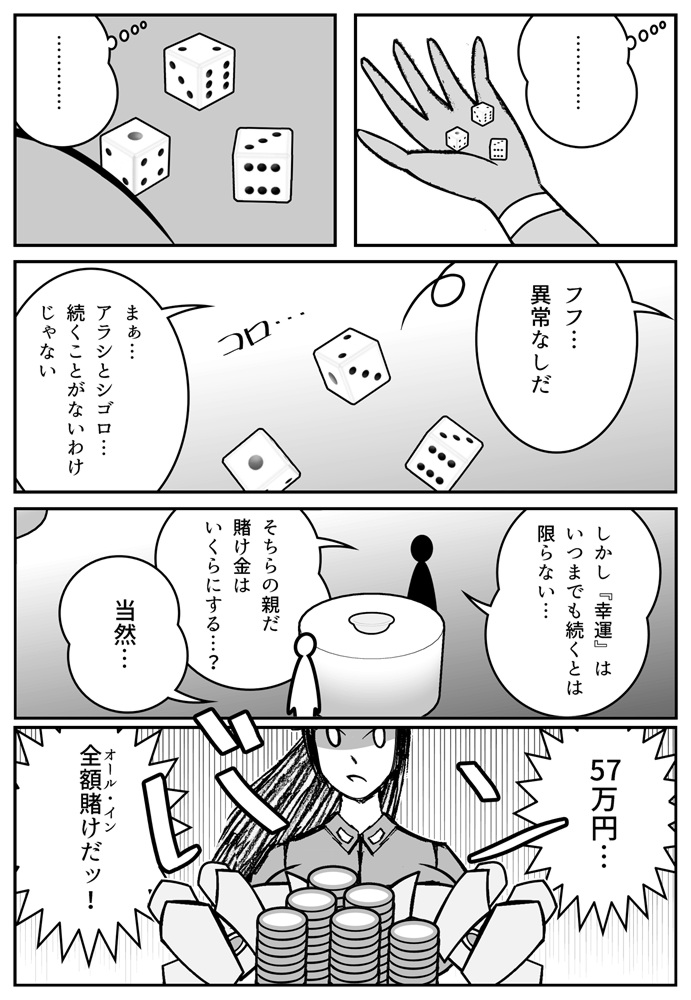 …………
…………
フフ…
異常なしだ
コロ…
まぁ…
アラシとシゴロ…
続くことがないわけ
じゃない
しかし『幸運』は
いつまでも続くとは
限らない…
そちらの親だ
賭け金は
いくらにする…?
当然…
57万円…
オール・イン
全額賭けだッ!
バン